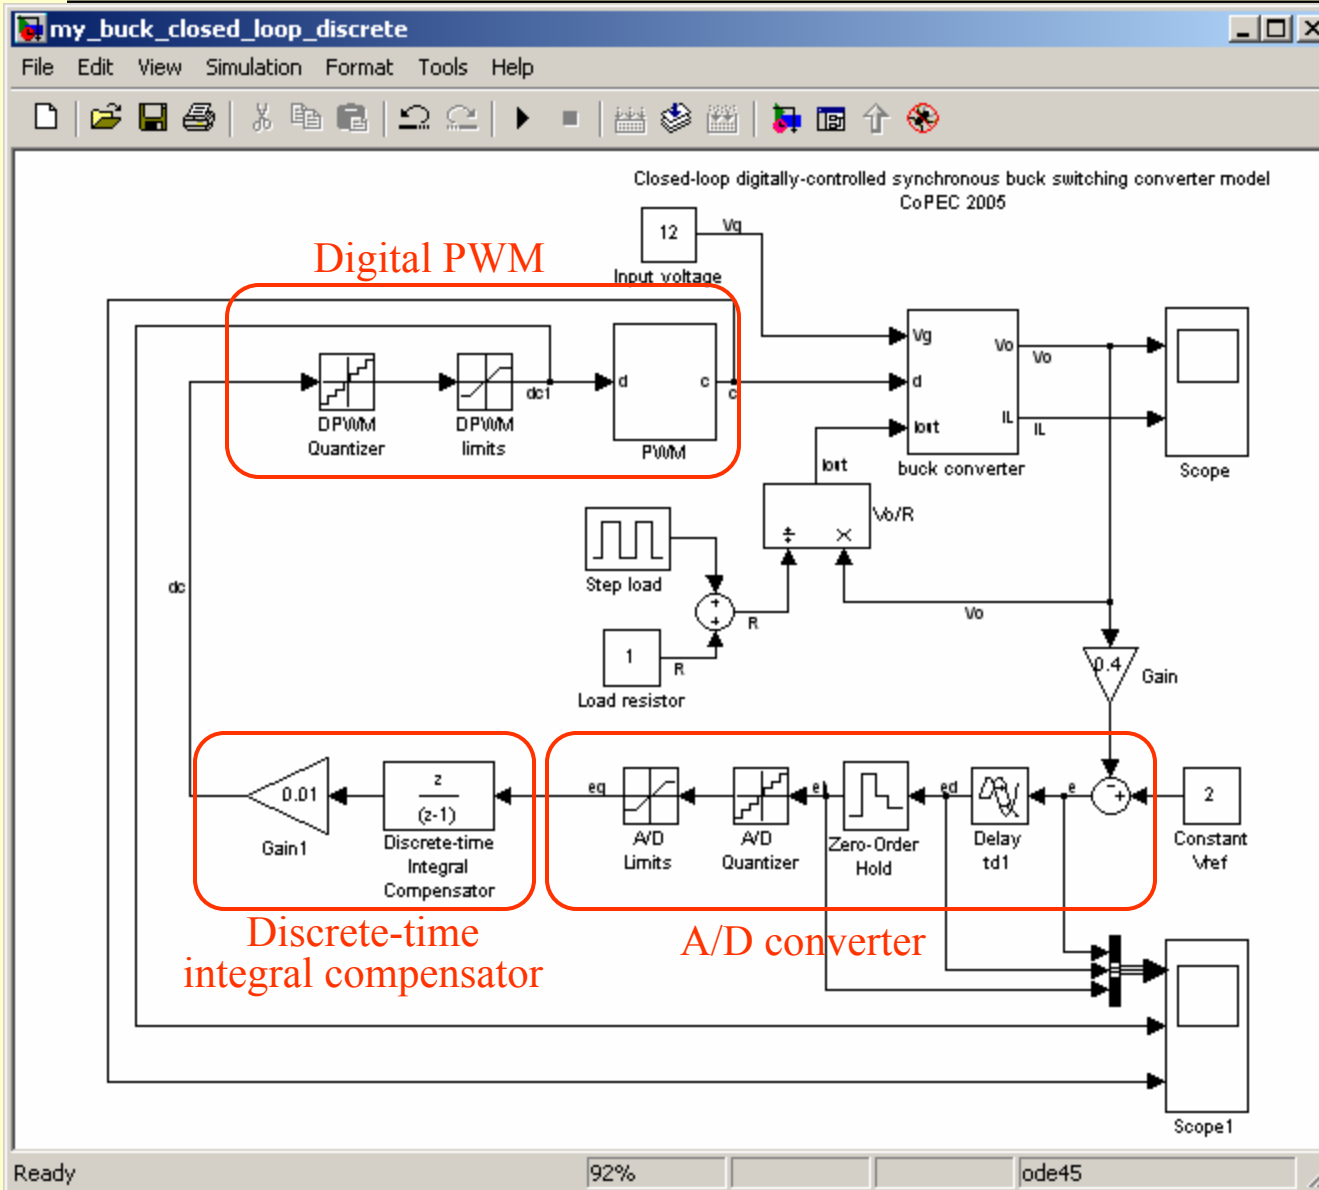 my_buck_closed_loop_discrete
File Edit View Simulation Format Tools Help
Closed-loop digitally-controlled synchronous buck switching converter model
CoPEC 2005
12
Vg
Input voltage
Digital PWM
DPWM
Quantizer
DPWM
limits
dc1
d
c
PWM
c
Vg
d
Iout
Vo
IL
buck converter
Vo
IL
Scope
Iout
÷
×
Vo/R
Step load
+
+
R
1
R
Load resistor
Vo
dc
0.4
Gain
0.01
Gain1
z
(z-1)
Discrete-time
Integral
Compensator
eq
A/D
Limits
A/D
Quantizer
Zero-Order
Hold
ed
Delay
td1
e
-
+
2
Constant
Vref
Discrete-time
integral compensator
A/D converter
Scope1
Ready
92%
ode45